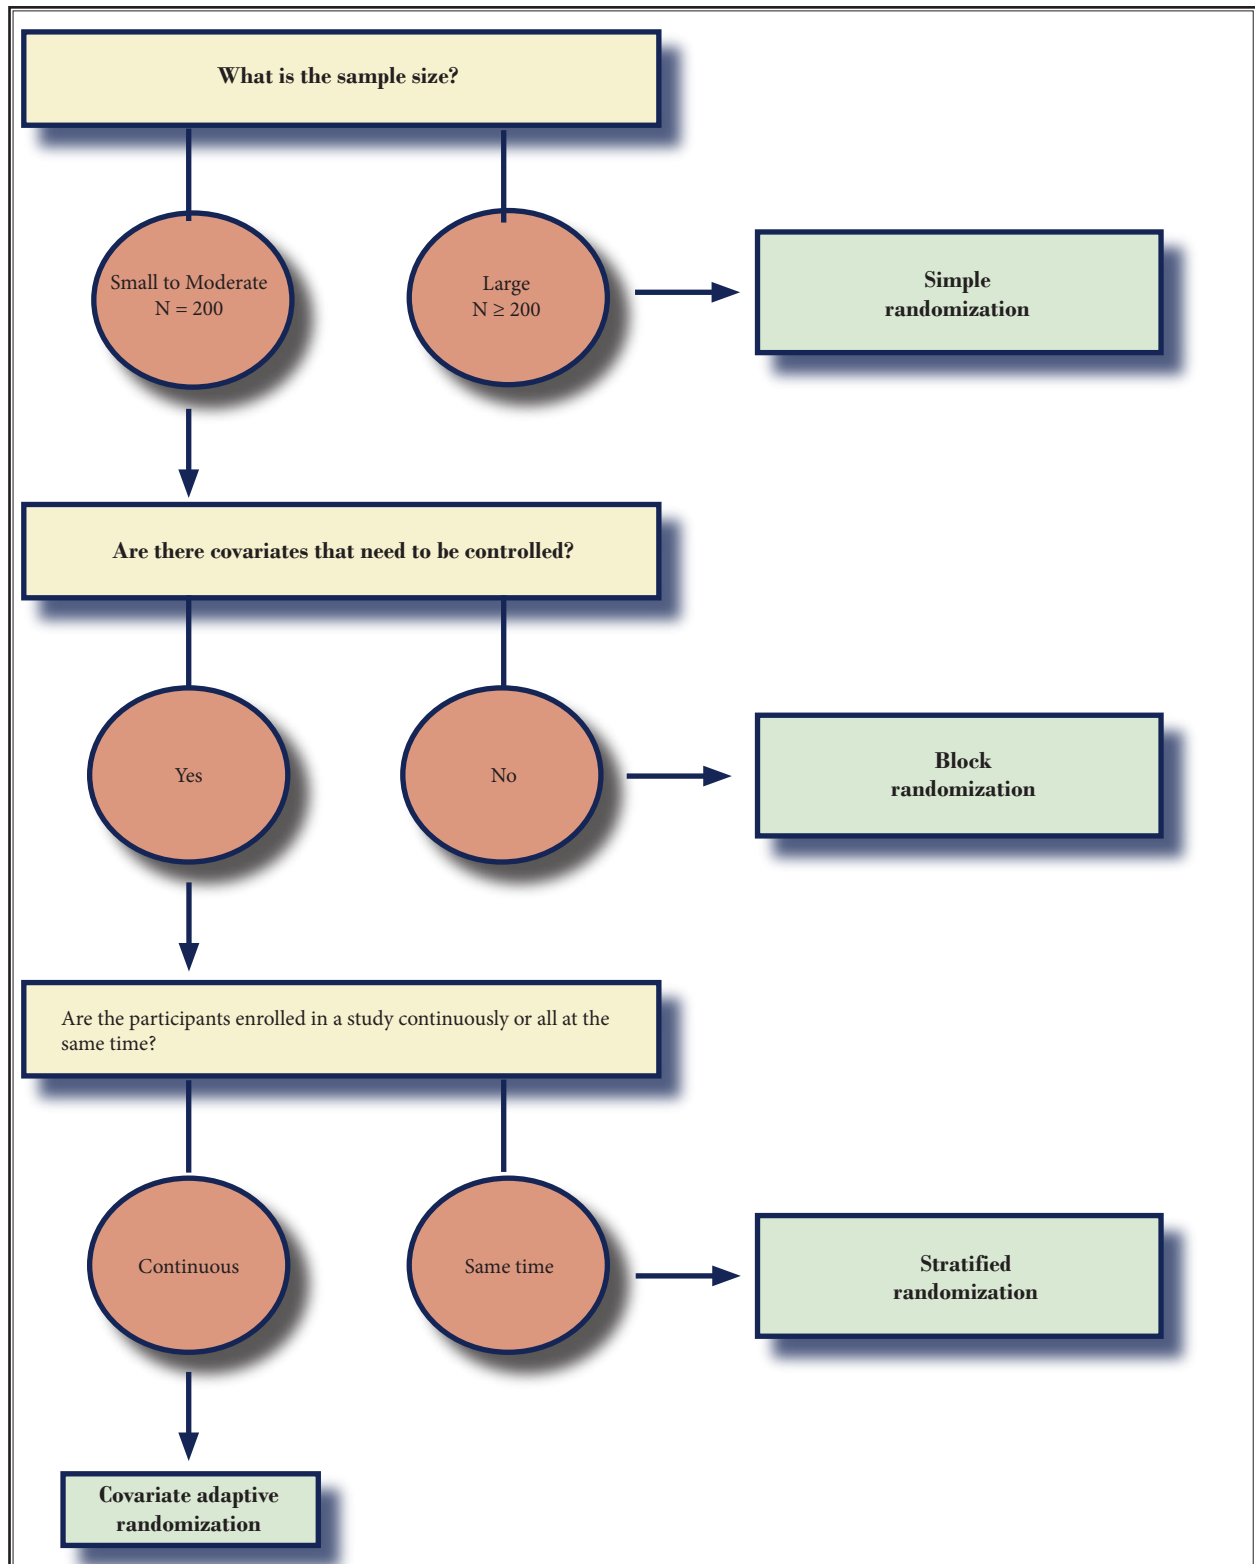 What is the sample size?
Small to Moderate
N = 200
Large
N ≥ 200
Simple
randomization
Are there covariates that need to be controlled?
Yes
No
Block
randomization
Are the participants enrolled in a study continuously or all at the
same time?
Continuous
Same time
Stratified
randomization
Covariate adaptive
randomization